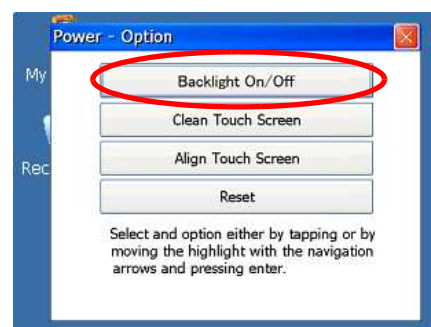 Power - Option
My
Backlight On/Off
Clean Touch Screen
Align Touch Screen
Rec
Reset
Select and option either by tapping or by
moving the highlight with the navigation
arrows and pressing enter.